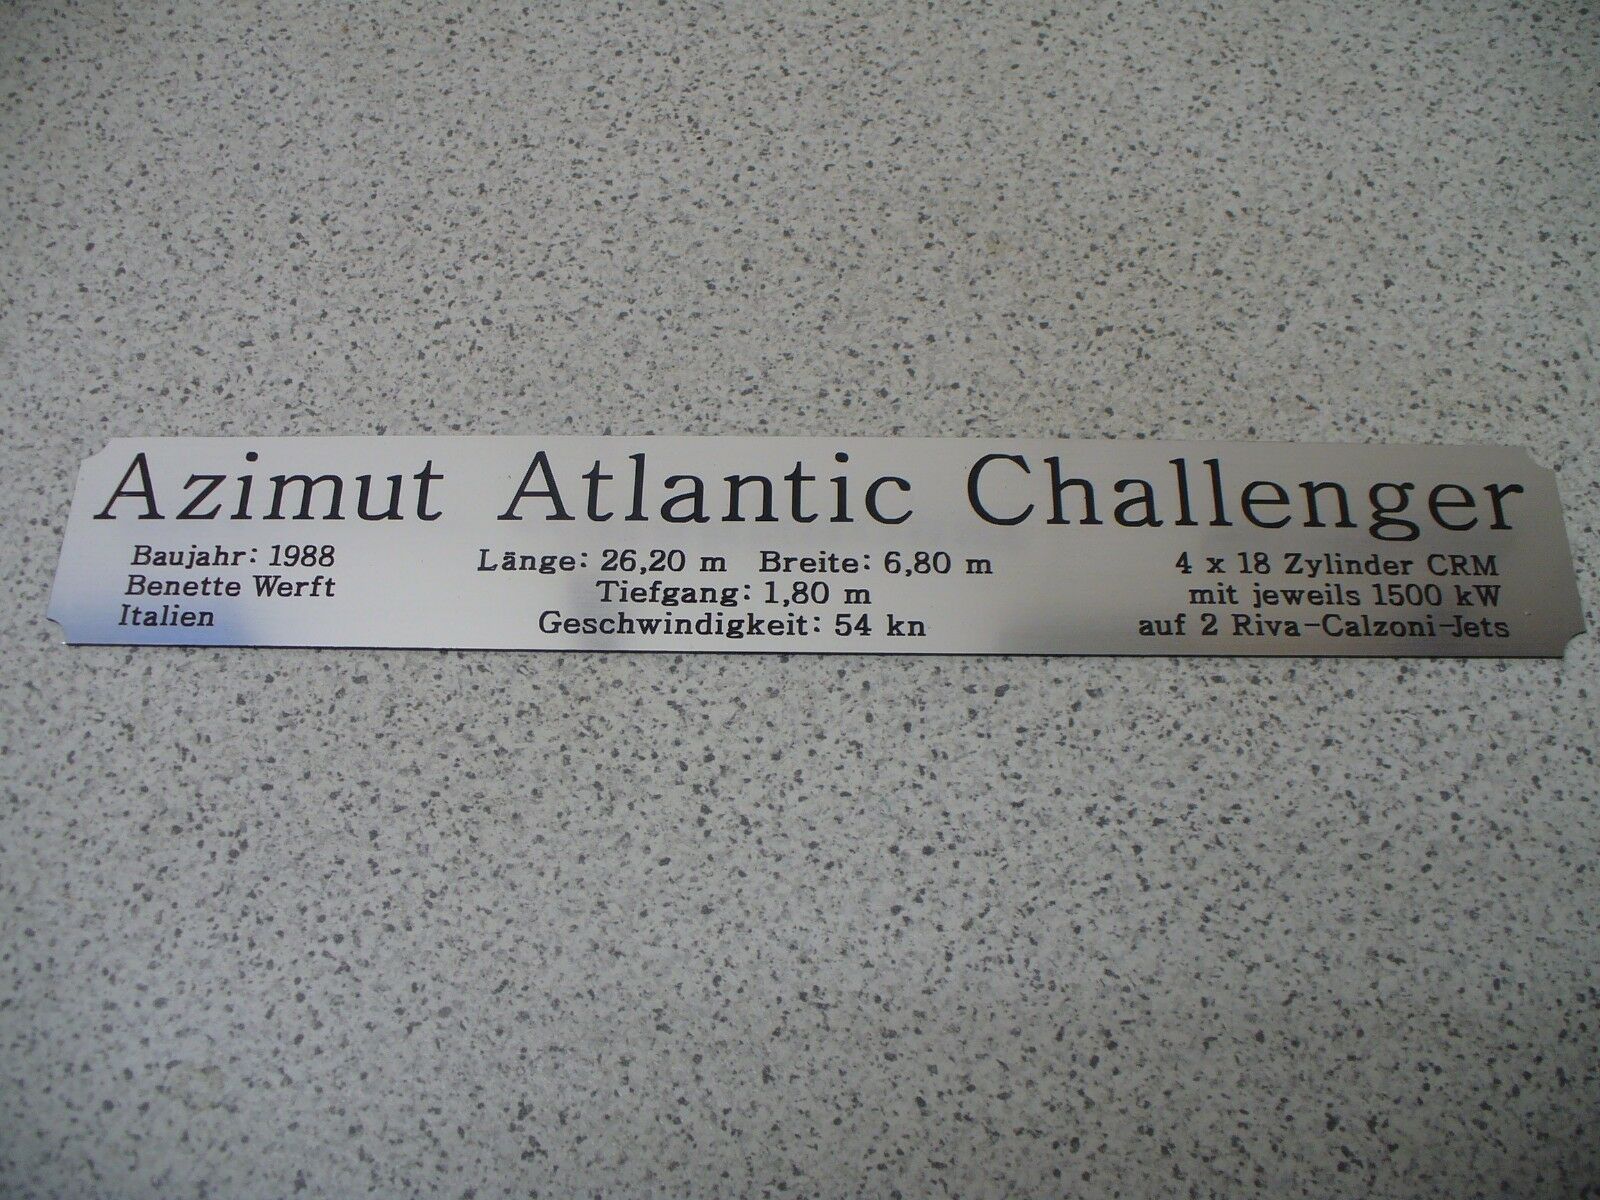 Azimut Atlantic Challenger
Baujahr: 1988
Benette Werft
Italien
Länge: 26,20 m Breite: 6,80 m
Tiefgang: 1,80 m
Geschwindigkeit: 54 kn
4 x 18 Zylinder CRM
mit jeweils 1500 kW
auf 2 Riva-Calzoni-Jets